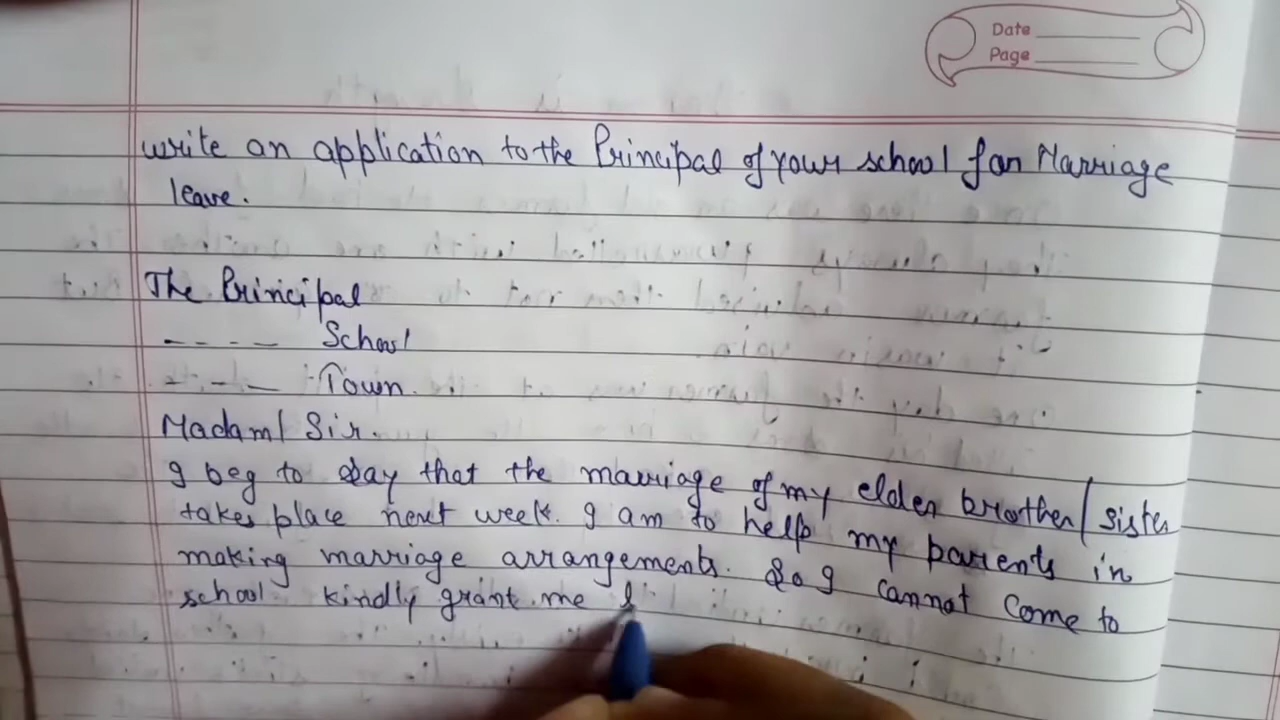 Date
Page
write an application to the Principal of your school for Marriage
leave.
The Principal
---- School
---- Town.
Madam/ Sir.
I beg to say that the marriage of my elder brother/ sister
takes place next week. I am to help my parents in
making marriage arrangements. So I cannot come to
school. Kindly grant me